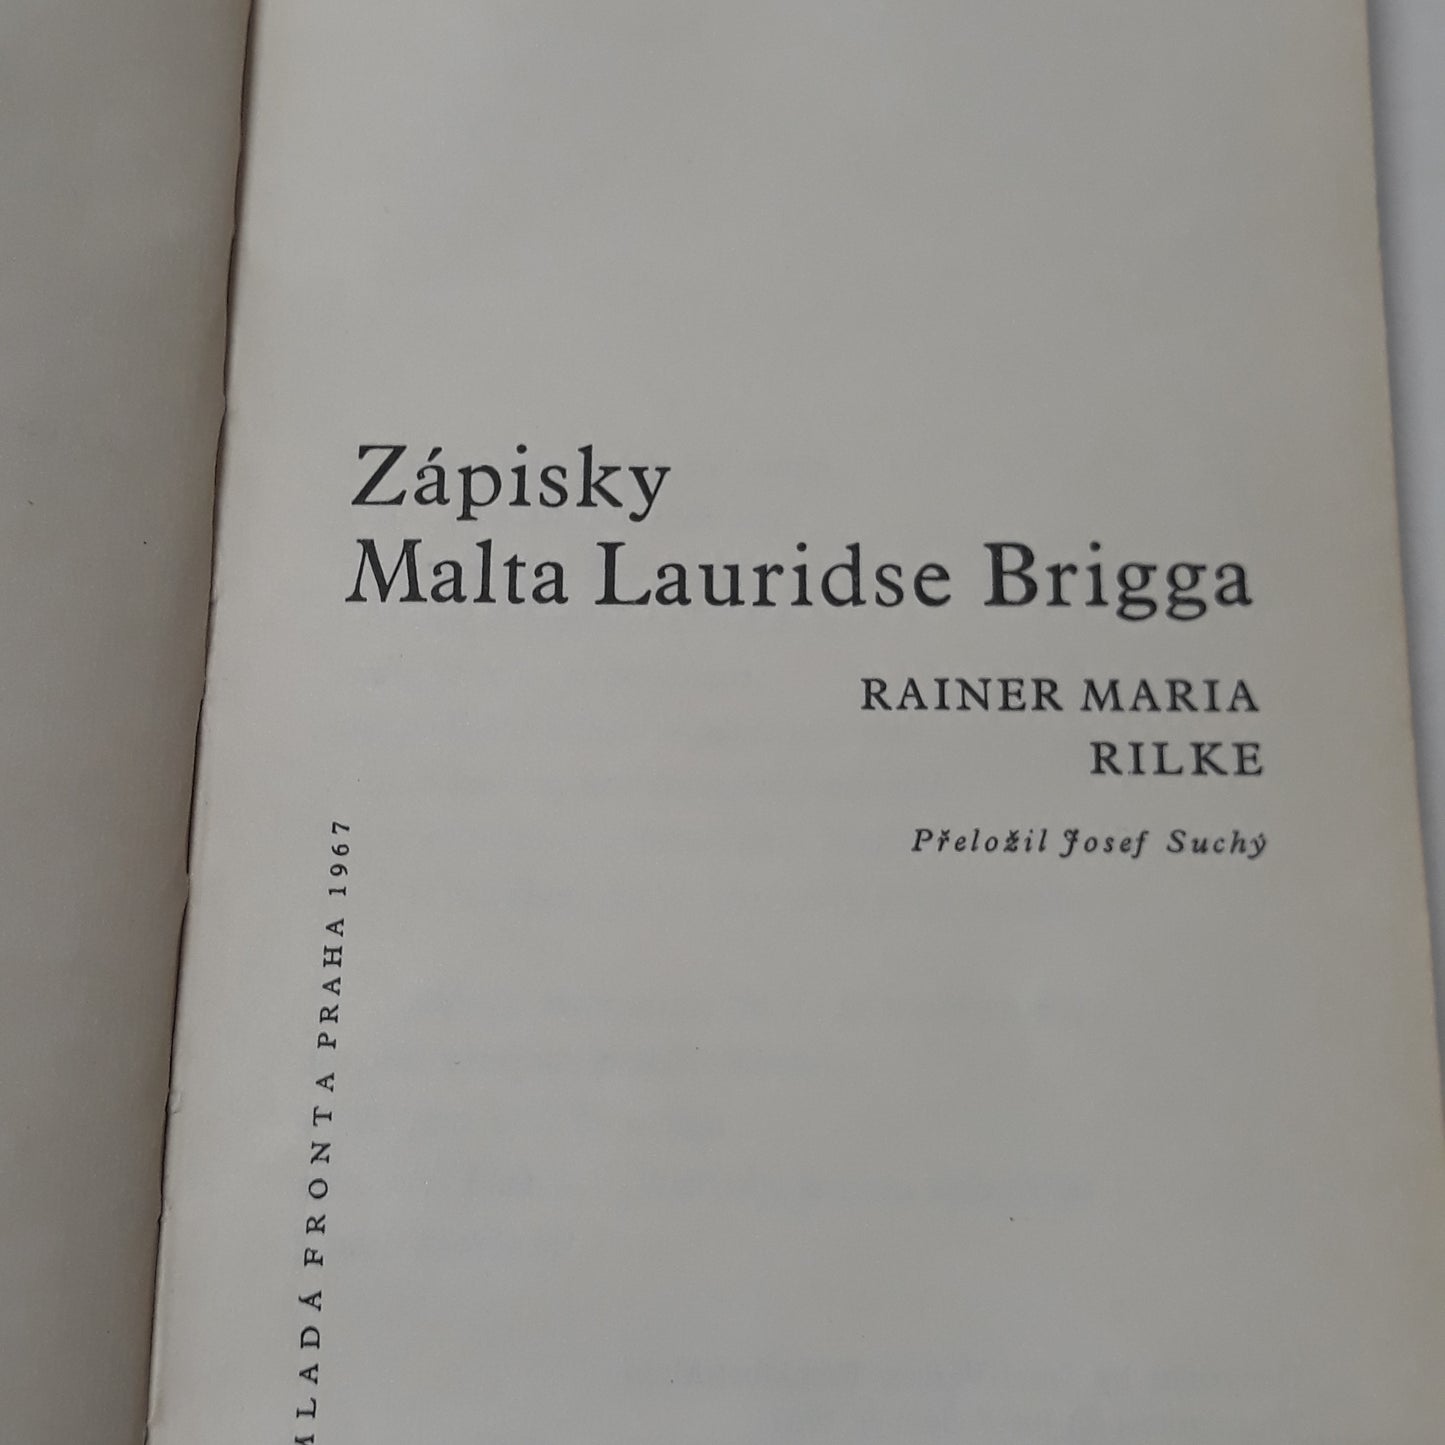 Zápisky
Malta Lauridse Brigga
RAINER MARIA
RILKE
Přeložil Josef Suchý
MLADÁ FRONTA PRAHA 1967